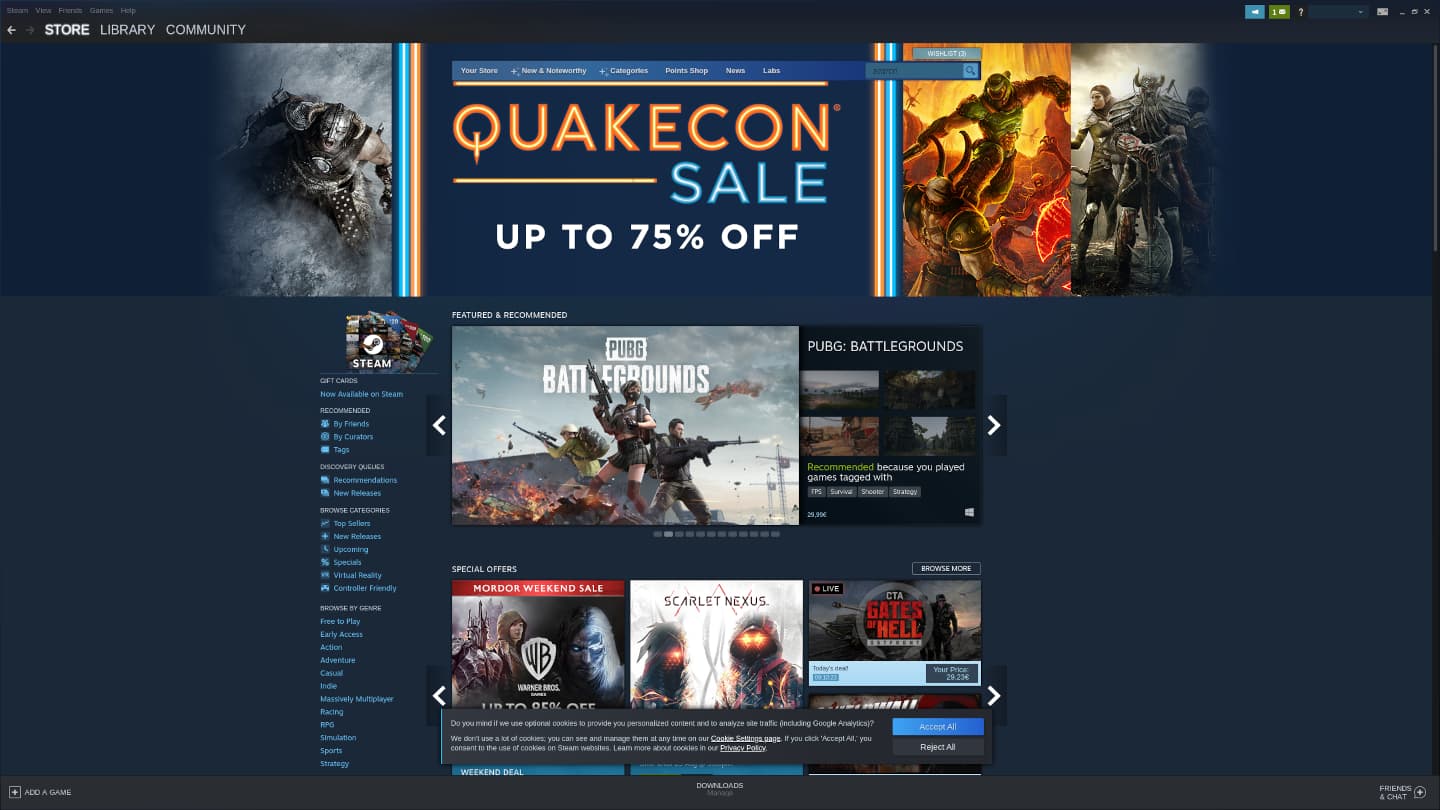 Steam View Friends Games Help
1
?
STORE LIBRARY COMMUNITY
WISHLIST (3)
Your Store New & Noteworthy Categories Points Shop News Labs search
QUAKECON®
SALE
UP TO 75% OFF
STEAM
GIFT CARDS
Now Available on Steam
RECOMMENDED
By Friends
By Curators
Tags
DISCOVERY QUEUES
Recommendations
New Releases
BROWSE CATEGORIES
Top Sellers
New Releases
Upcoming
Specials
Virtual Reality
Controller Friendly
BROWSE BY GENRE
Free to Play
Early Access
Action
Adventure
Casual
Indie
Massively Multiplayer
Racing
RPG
Simulation
Sports
Strategy
FEATURED & RECOMMENDED
PUBG
BATTLEGROUNDS
PUBG: BATTLEGROUNDS
Recommended because you played
games tagged with
FPS Survival Shooter Strategy
29,99€
SPECIAL OFFERS
BROWSE MORE
MORDOR WEEKEND SALE
WB
WARNER BROS.
GAMES
UP TO 85% OFF
WEEKEND DEAL
SCARLET NEXUS
LIVE
CTA
GATES
OF HELL
OSTFRONT
Today's deal!
Your Price:
29,23€
Do you mind if we use optional cookies to provide you personalized content and to analyze site traffic (including Google Analytics)?
We don't use a lot of cookies; you can see and manage them at any time on our Cookie Settings page. If you click 'Accept All,' you
consent to the use of cookies on Steam websites. Learn more about cookies in our Privacy Policy.
Accept All
Reject All
ADD A GAME
DOWNLOADS
Manage
FRIENDS
& CHAT